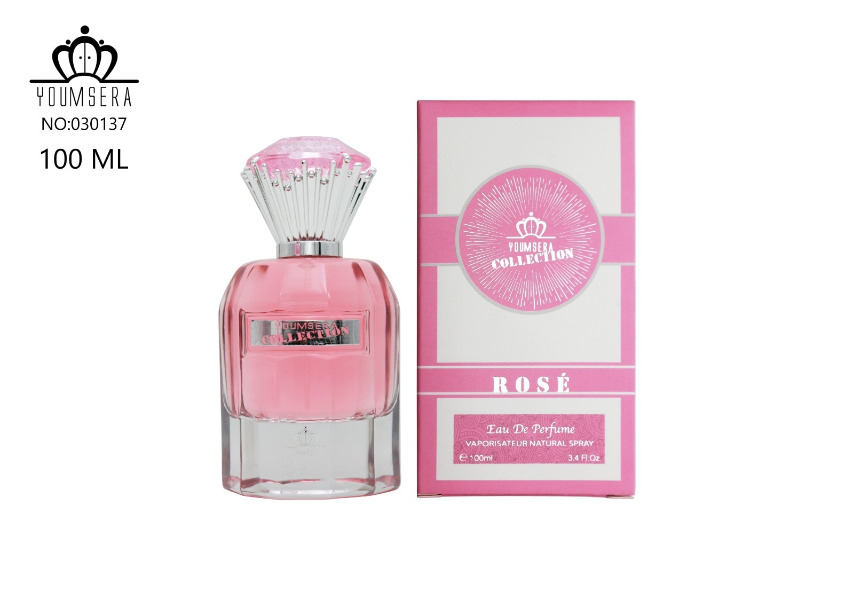 YOUMSERA
NO:030137
100 ML
YOUMSERA
COLLECTION
YOUMSERA
COLLECTION
ROSÉ
Eau De Perfume
VAPORISATEUR NATURAL SPRAY
℮ 100ml 3.4 Fl Oz